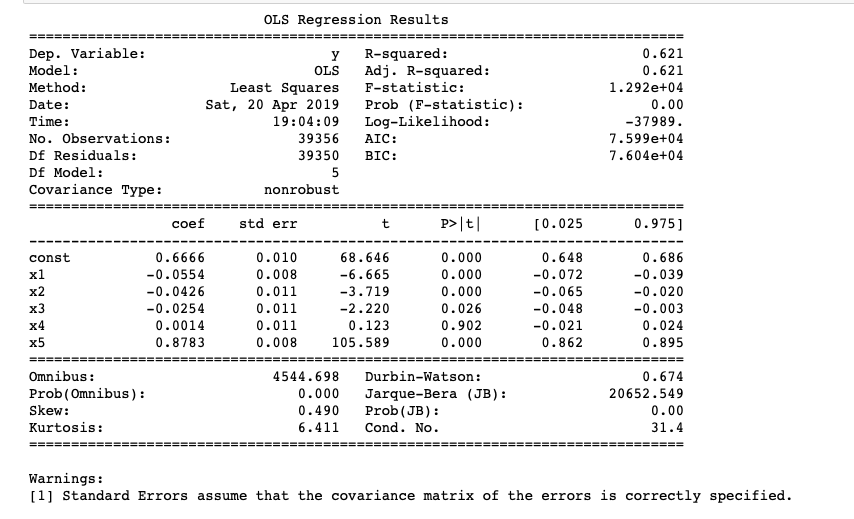 OLS Regression Results
==============================================================================
Dep. Variable: y R-squared: 0.621
Model: OLS Adj. R-squared: 0.621
Method: Least Squares F-statistic: 1.292e+04
Date: Sat, 20 Apr 2019 Prob (F-statistic): 0.00
Time: 19:04:09 Log-Likelihood: -37989.
No. Observations: 39356 AIC: 7.599e+04
Df Residuals: 39350 BIC: 7.604e+04
Df Model: 5
Covariance Type: nonrobust
==============================================================================
coef std err t P>|t| [0.025 0.975]
------------------------------------------------------------------------------
const 0.6666 0.010 68.646 0.000 0.648 0.686
x1 -0.0554 0.008 -6.665 0.000 -0.072 -0.039
x2 -0.0426 0.011 -3.719 0.000 -0.065 -0.020
x3 -0.0254 0.011 -2.220 0.026 -0.048 -0.003
x4 0.0014 0.011 0.123 0.902 -0.021 0.024
x5 0.8783 0.008 105.589 0.000 0.862 0.895
==============================================================================
Omnibus: 4544.698 Durbin-Watson: 0.674
Prob(Omnibus): 0.000 Jarque-Bera (JB): 20652.549
Skew: 0.490 Prob(JB): 0.00
Kurtosis: 6.411 Cond. No. 31.4
==============================================================================
Warnings:
[1] Standard Errors assume that the covariance matrix of the errors is correctly specified.